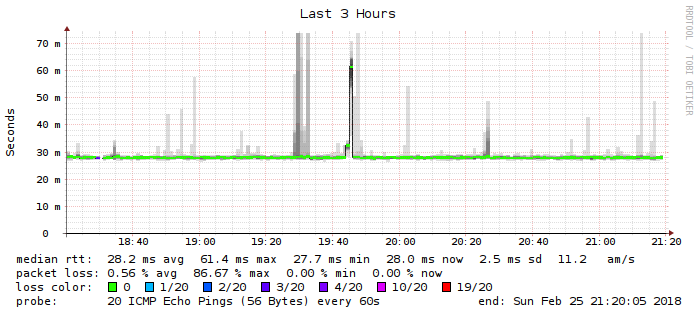 Last 3 Hours
RRDTOOL / TOBI OETIKER
Seconds
70 m
60 m
50 m
40 m
30 m
20 m
10 m
0
18:40 19:00 19:20 19:40 20:00 20:20 20:40 21:00 21:20
median rtt: 28.2 ms avg 61.4 ms max 27.7 ms min 28.0 ms now 2.5 ms sd 11.2 am/s
packet loss: 0.56 % avg 86.67 % max 0.00 % min 0.00 % now
loss color: 0 1/20 2/20 3/20 4/20 10/20 19/20
probe: 20 ICMP Echo Pings (56 Bytes) every 60s end: Sun Feb 25 21:20:05 2018